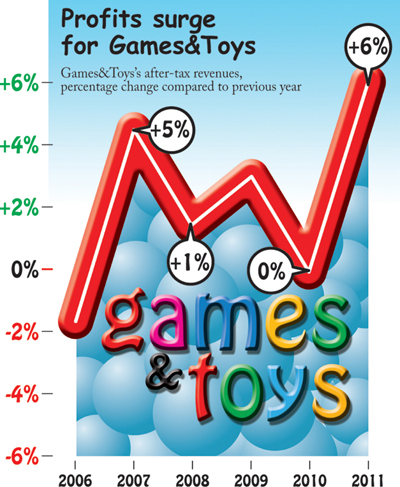 Profits surge
for Games&Toys
Games&Toys's after-tax revenues,
percentage change compared to previous year
+6%
+6%
+4%
+5%
+2%
+1%
0%
0%
-2%
-4%
-6%
games
& toys
2006 2007 2008 2009 2010 2011